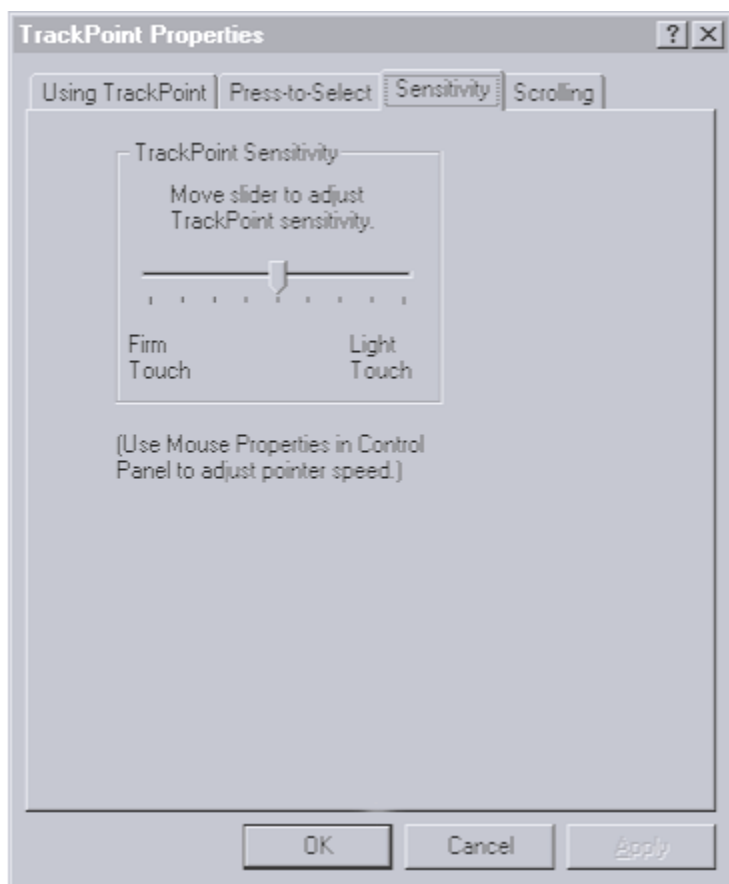 TrackPoint Properties
? X
Using TrackPoint Press-to-Select Sensitivity Scrolling
TrackPoint Sensitivity
Move slider to adjust
TrackPoint sensitivity.
Firm Light
Touch Touch
(Use Mouse Properties in Control
Panel to adjust pointer speed.)
OK Cancel Apply